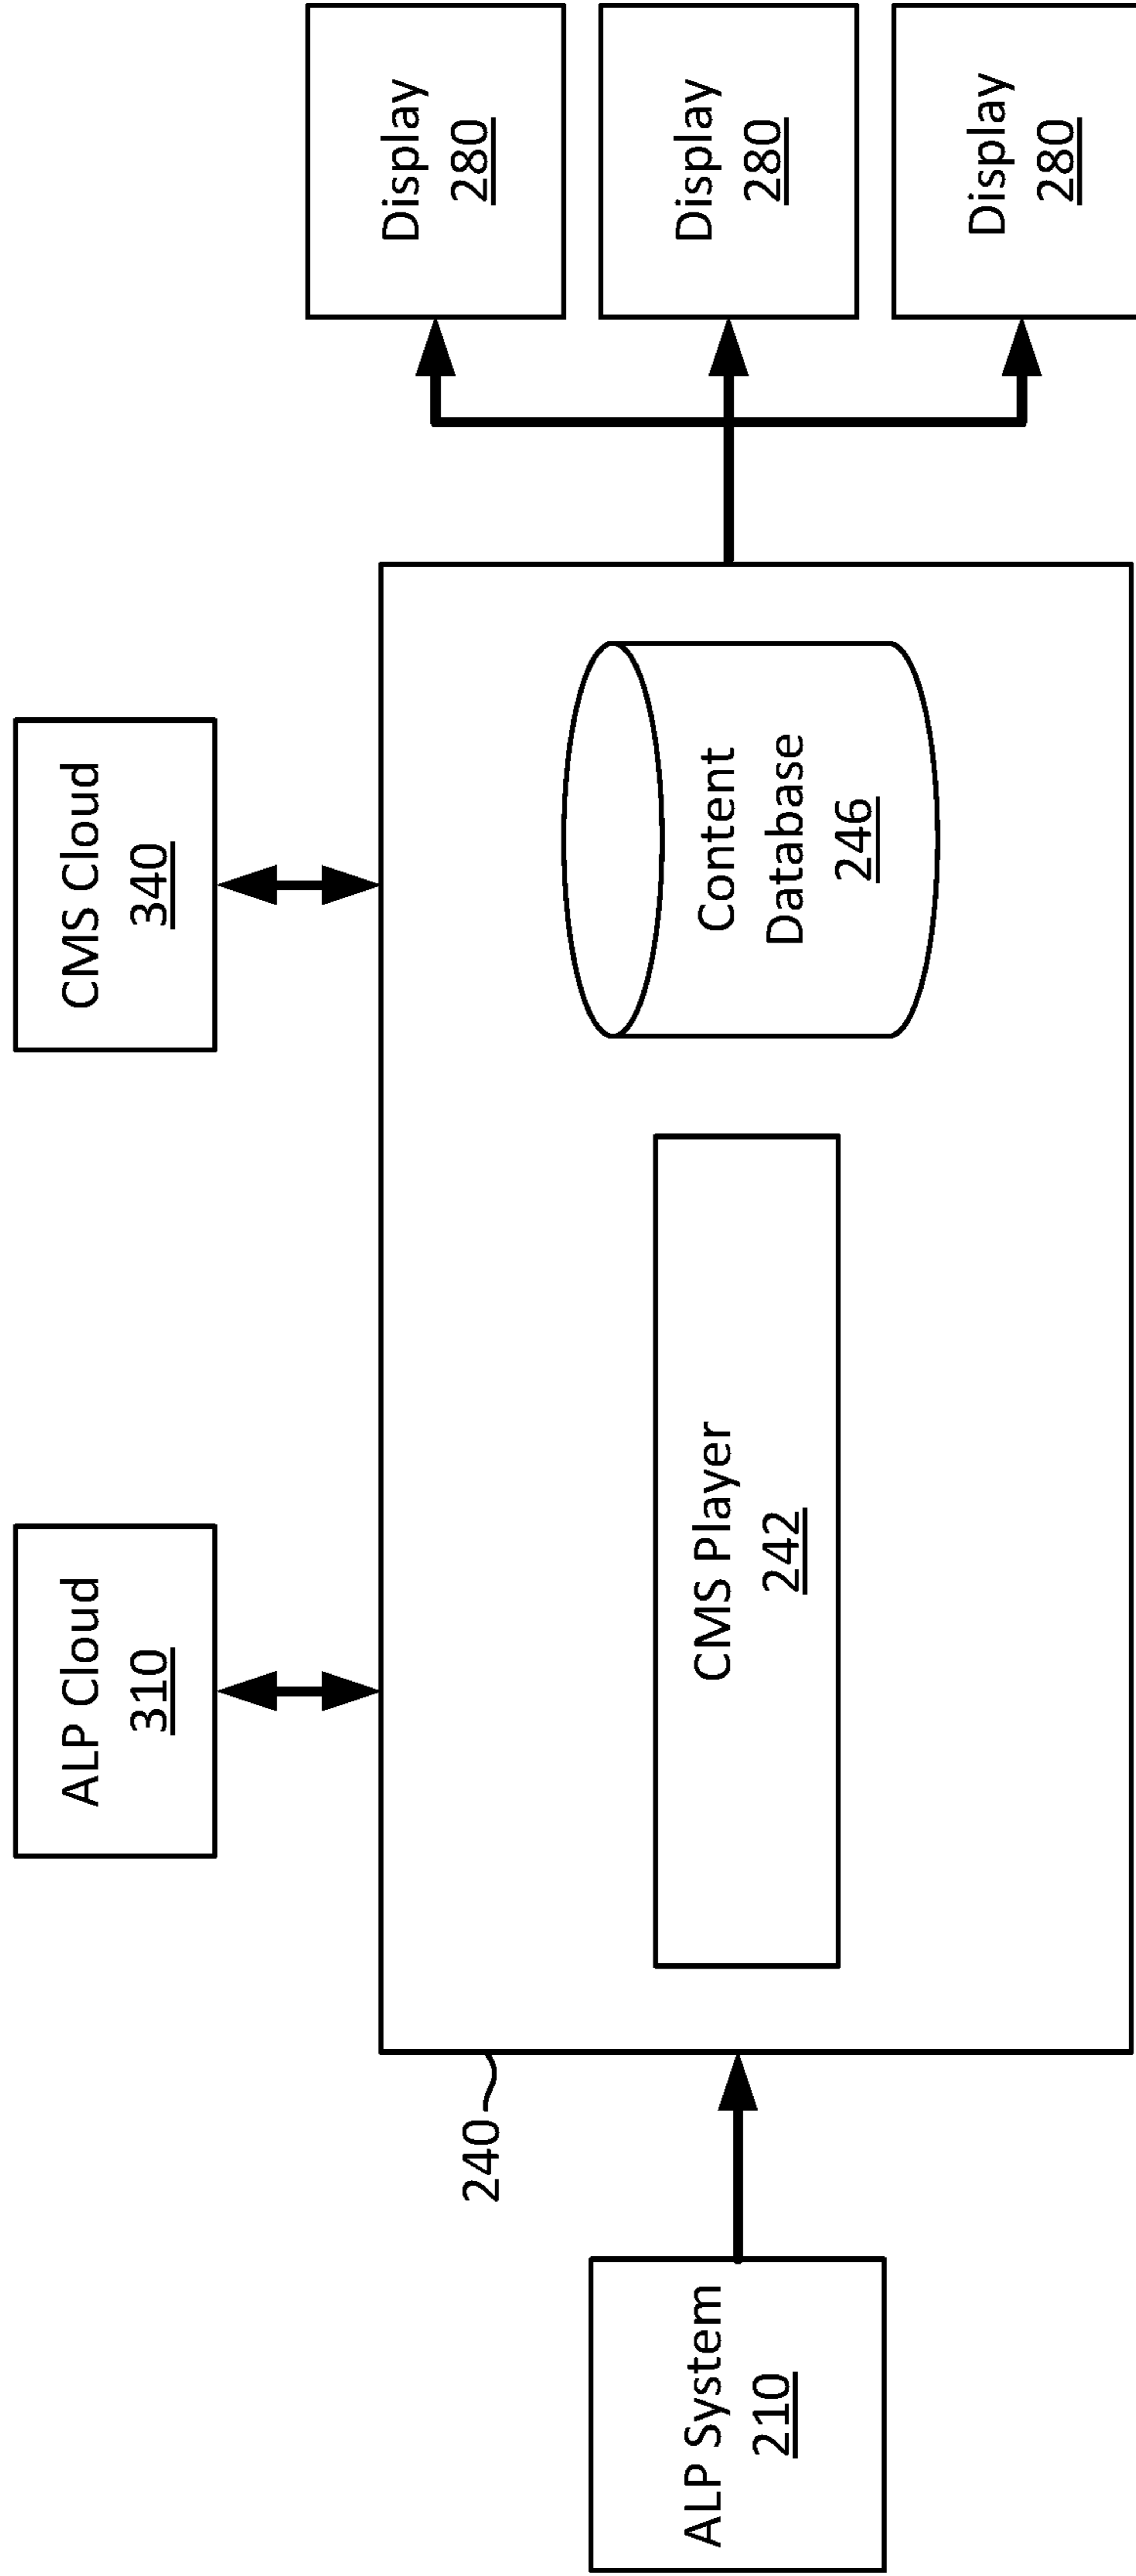 ALP Cloud
310
CMS Cloud
340
240
ALP System
210
CMS Player
242
Content
Database
246
Display
280
Display
280
Display
280